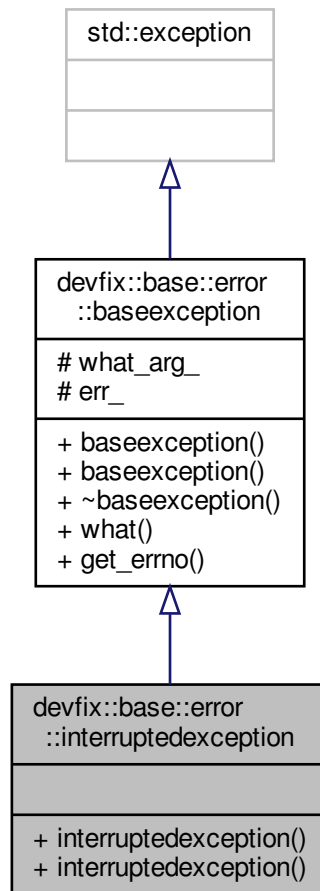 std::exception
devfix::base::error
::baseexception
# what_arg_
# err_
+ baseexception()
+ baseexception()
+ ~baseexception()
+ what()
+ get_errno()
devfix::base::error
::interruptedexception
+ interruptedexception()
+ interruptedexception()